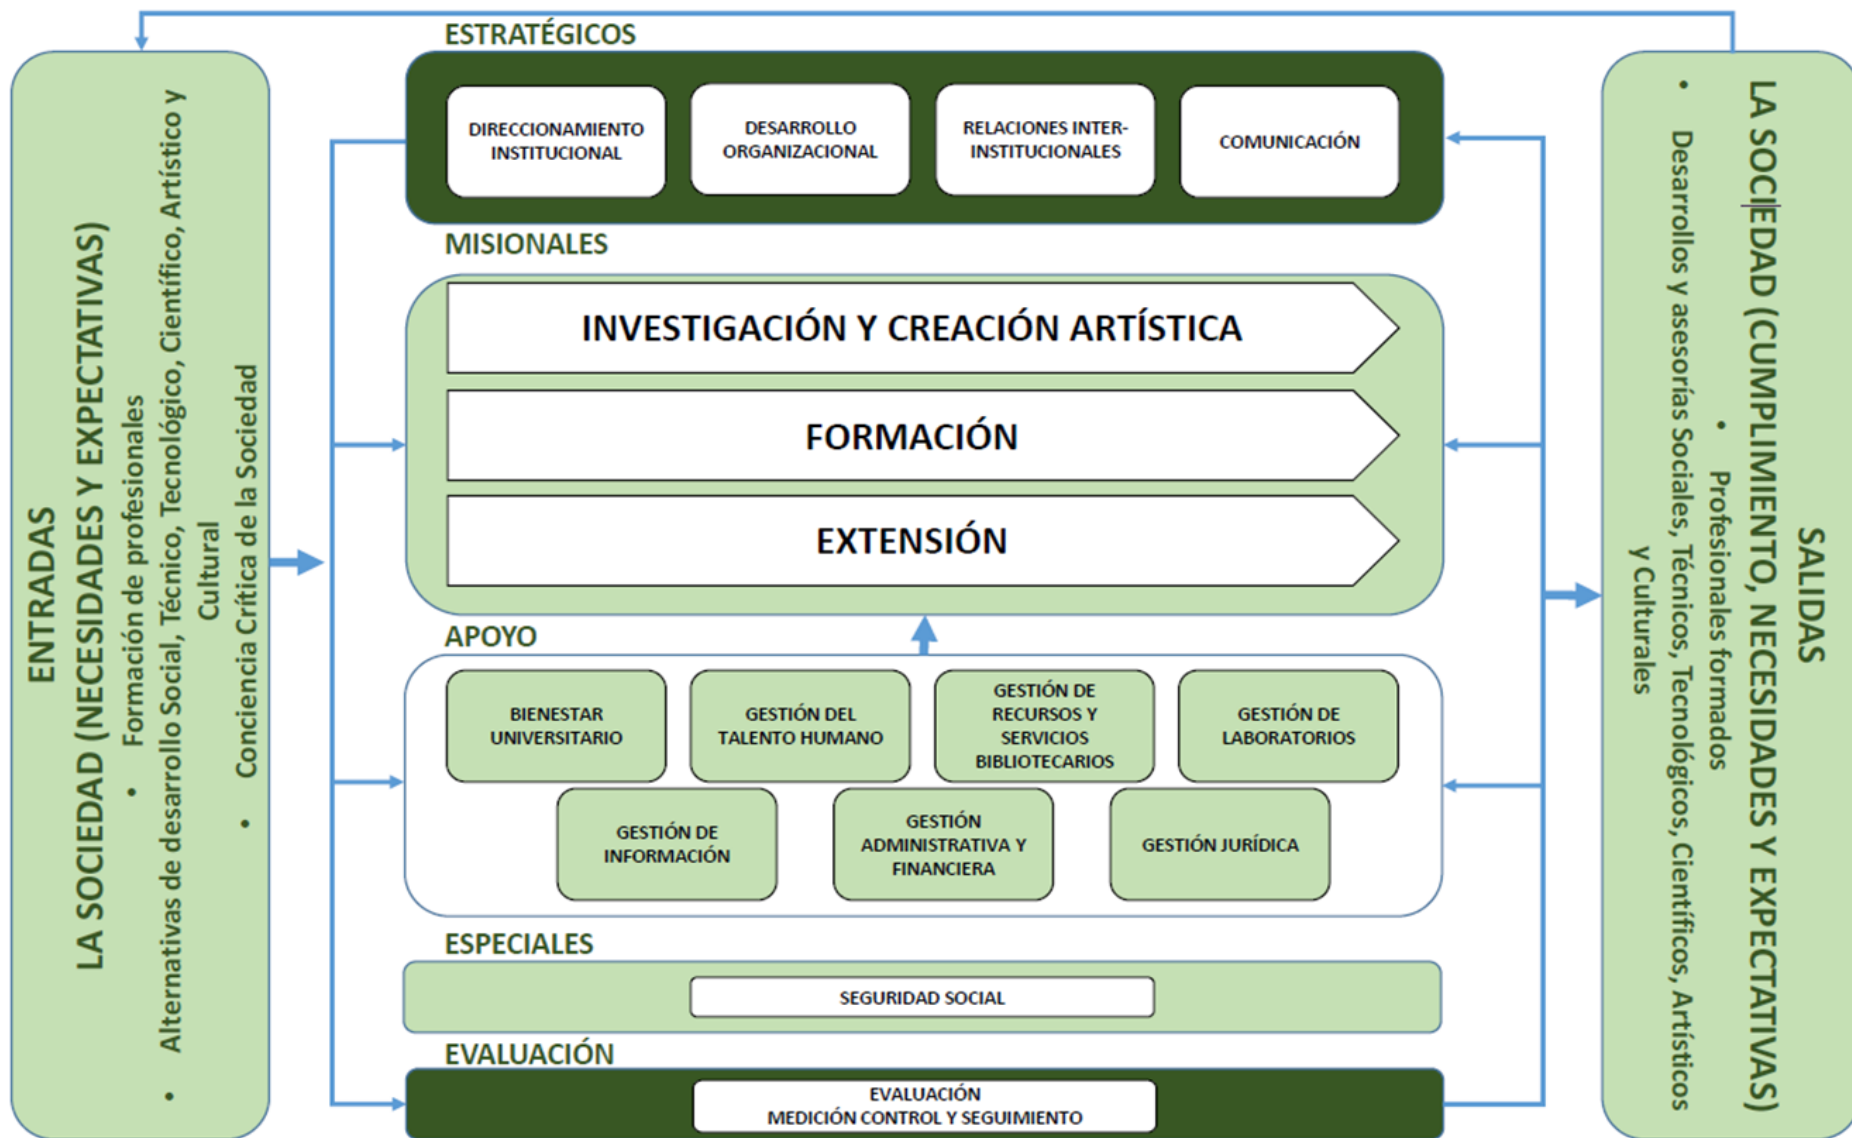 ENTRADAS
LA SOCIEDAD (NECESIDADES Y EXPECTATIVAS)
• Formación de profesionales
• Alternativas de desarrollo Social, Técnico, Tecnológico, Científico, Artístico y
Cultural
• Conciencia Crítica de la Sociedad
ESTRATÉGICOS
DIRECCIONAMIENTO
INSTITUCIONAL
DESARROLLO
ORGANIZACIONAL
RELACIONES INTER-
INSTITUCIONALES
COMUNICACIÓN
MISIONALES
INVESTIGACIÓN Y CREACIÓN ARTÍSTICA
FORMACIÓN
EXTENSIÓN
APOYO
BIENESTAR
UNIVERSITARIO
GESTIÓN DEL
TALENTO HUMANO
GESTIÓN DE
RECURSOS Y
SERVICIOS
BIBLIOTECARIOS
GESTIÓN DE
LABORATORIOS
GESTIÓN DE
INFORMACIÓN
GESTIÓN
ADMINISTRATIVA Y
FINANCIERA
GESTIÓN JURÍDICA
ESPECIALES
SEGURIDAD SOCIAL
EVALUACIÓN
EVALUACIÓN
MEDICIÓN CONTROL Y SEGUIMIENTO
SALIDAS
LA SOCIEDAD (CUMPLIMIENTO, NECESIDADES Y EXPECTATIVAS)
• Profesionales formados
• Desarrollos y asesorías Sociales, Técnicos, Tecnológicos, Científicos, Artísticos
y Culturales